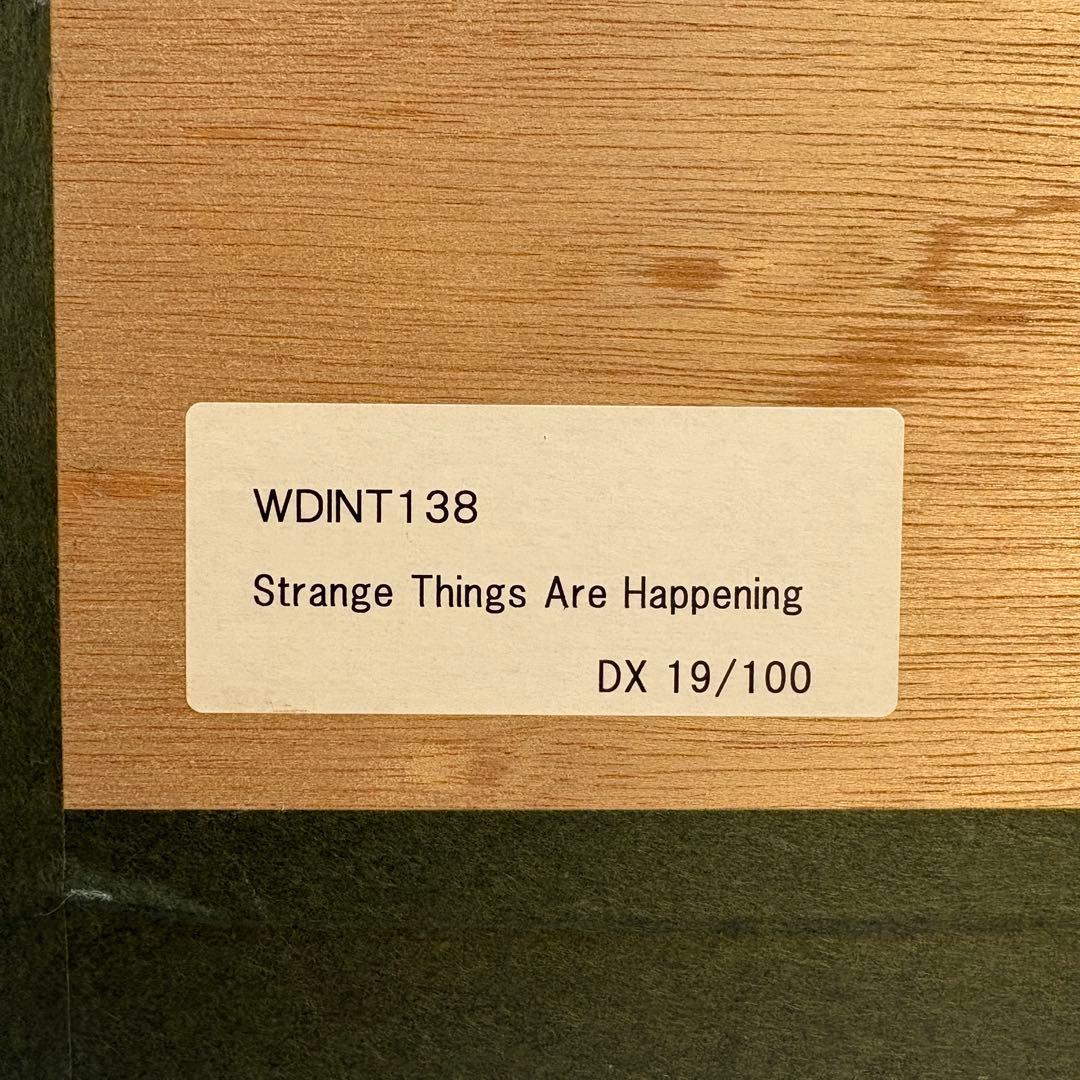 WDINT138
Strange Things Are Happening
DX 19/100